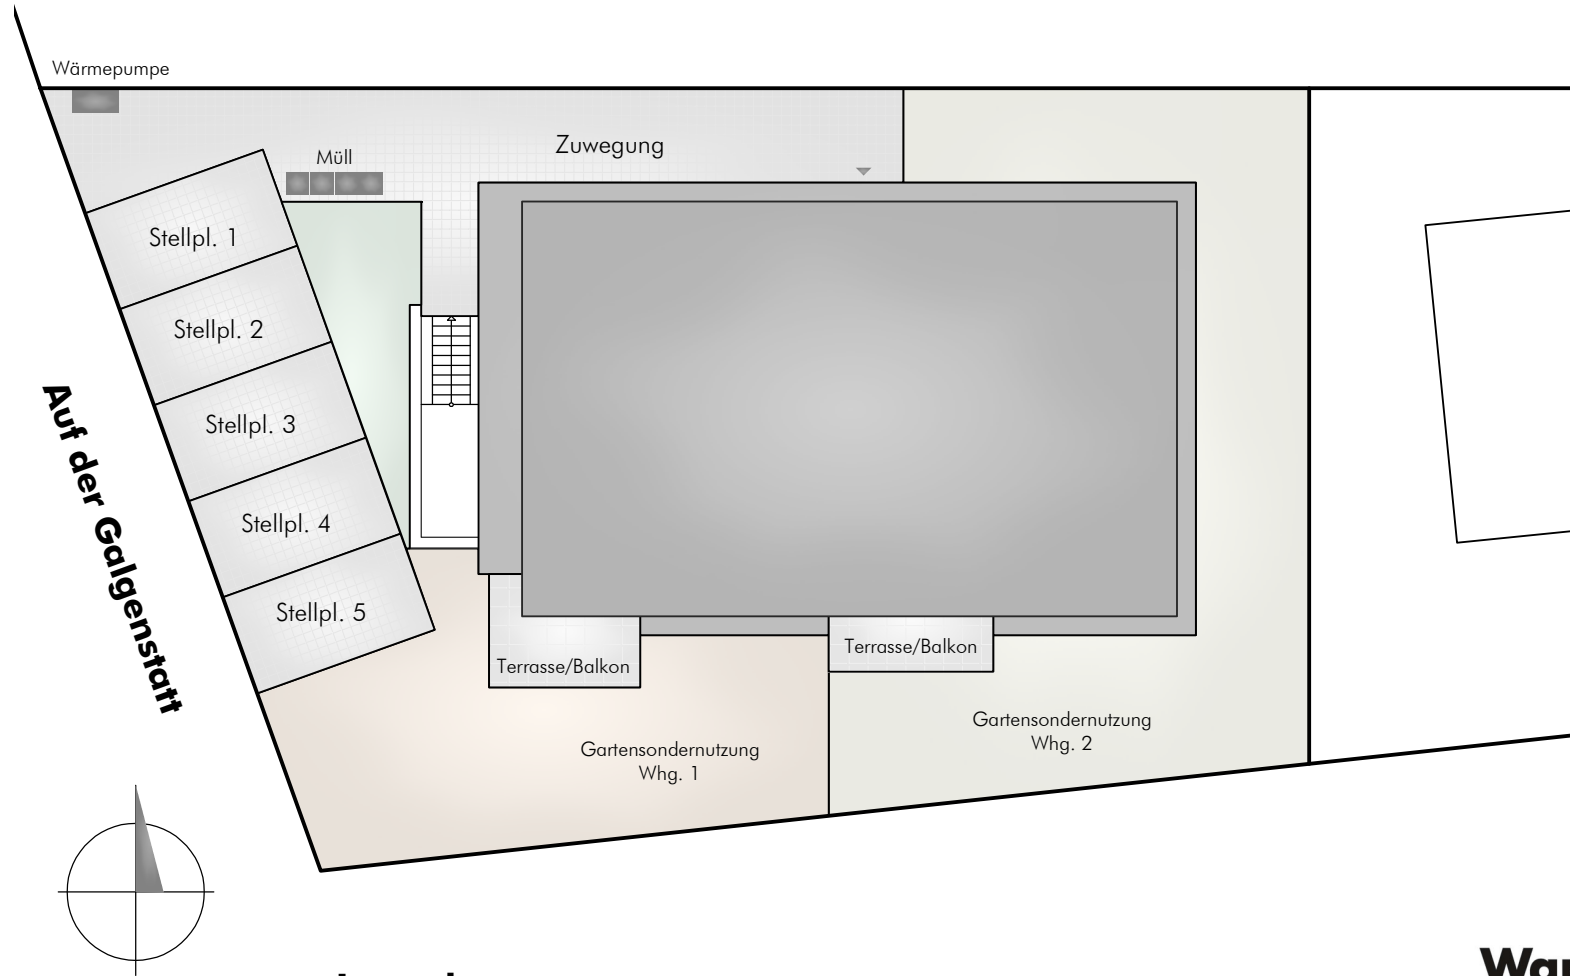 Wärmepumpe
Zuwegung
Müll
Stellpl. 1
Stellpl. 2
Stellpl. 3
Stellpl. 4
Stellpl. 5
Auf der Galgenstatt
Terrasse/Balkon
Terrasse/Balkon
Gartensondernutzung
Whg. 2
Gartensondernutzung
Whg. 1